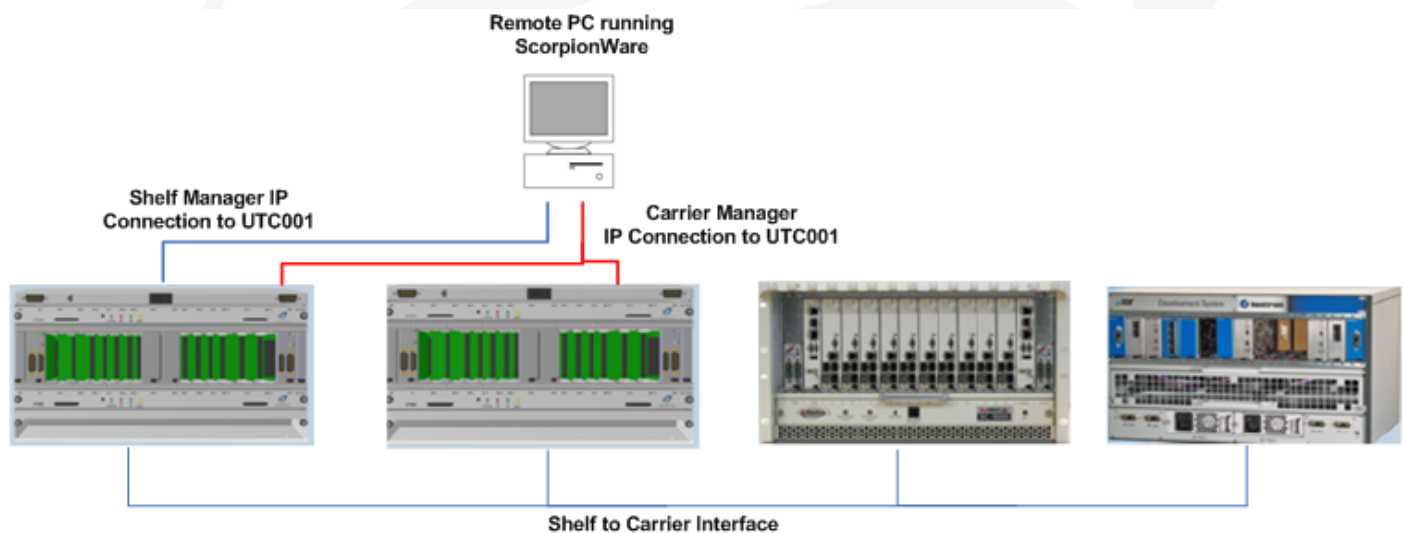 Remote PC running
ScorpionWare
Shelf Manager IP
Connection to UTC001
Carrier Manager
IP Connection to UTC001
Development System
Shelf to Carrier Interface